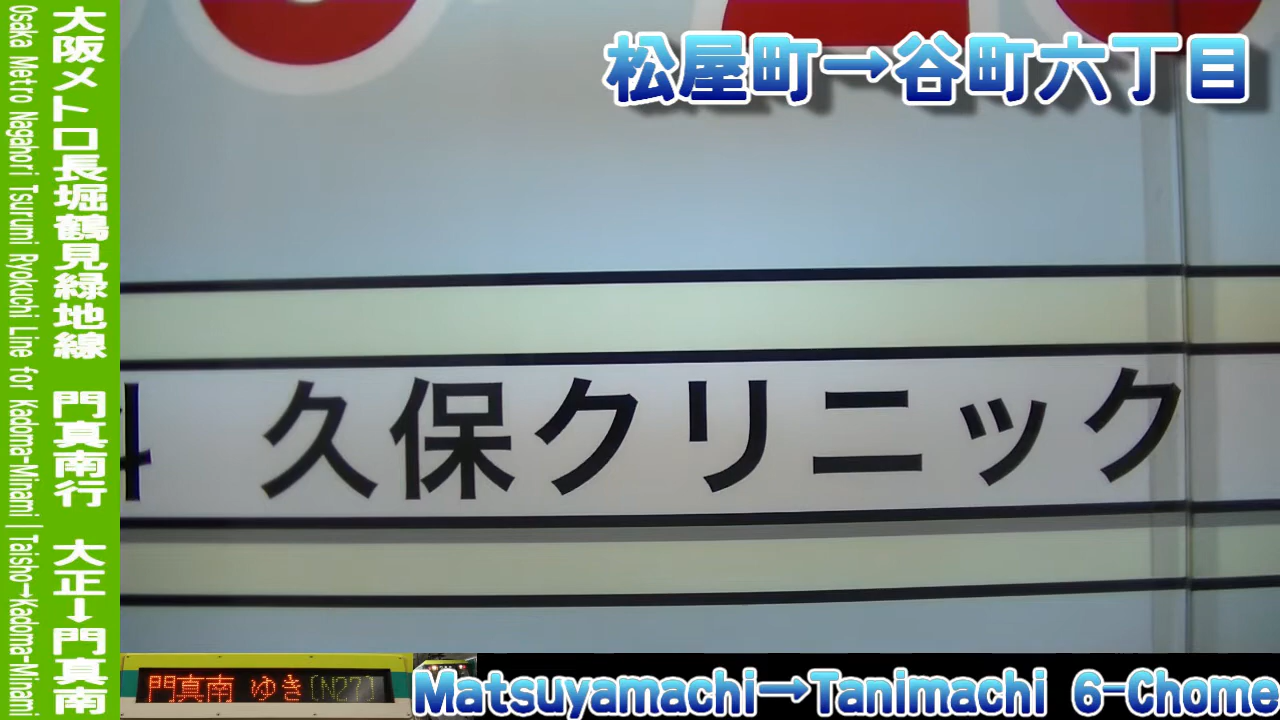 大阪メトロ長堀鶴見緑地線　門真南行　大正→門真南
Osaka Metro Nagahori Tsurumi Ryokuchi Line for Kadoma-Minami | Taisho→Kadoma-Minami
松屋町→谷町六丁目
久保クリニック
門真南 ゆき(N27)
Matsuyamachi→Tanimachi 6-Chome